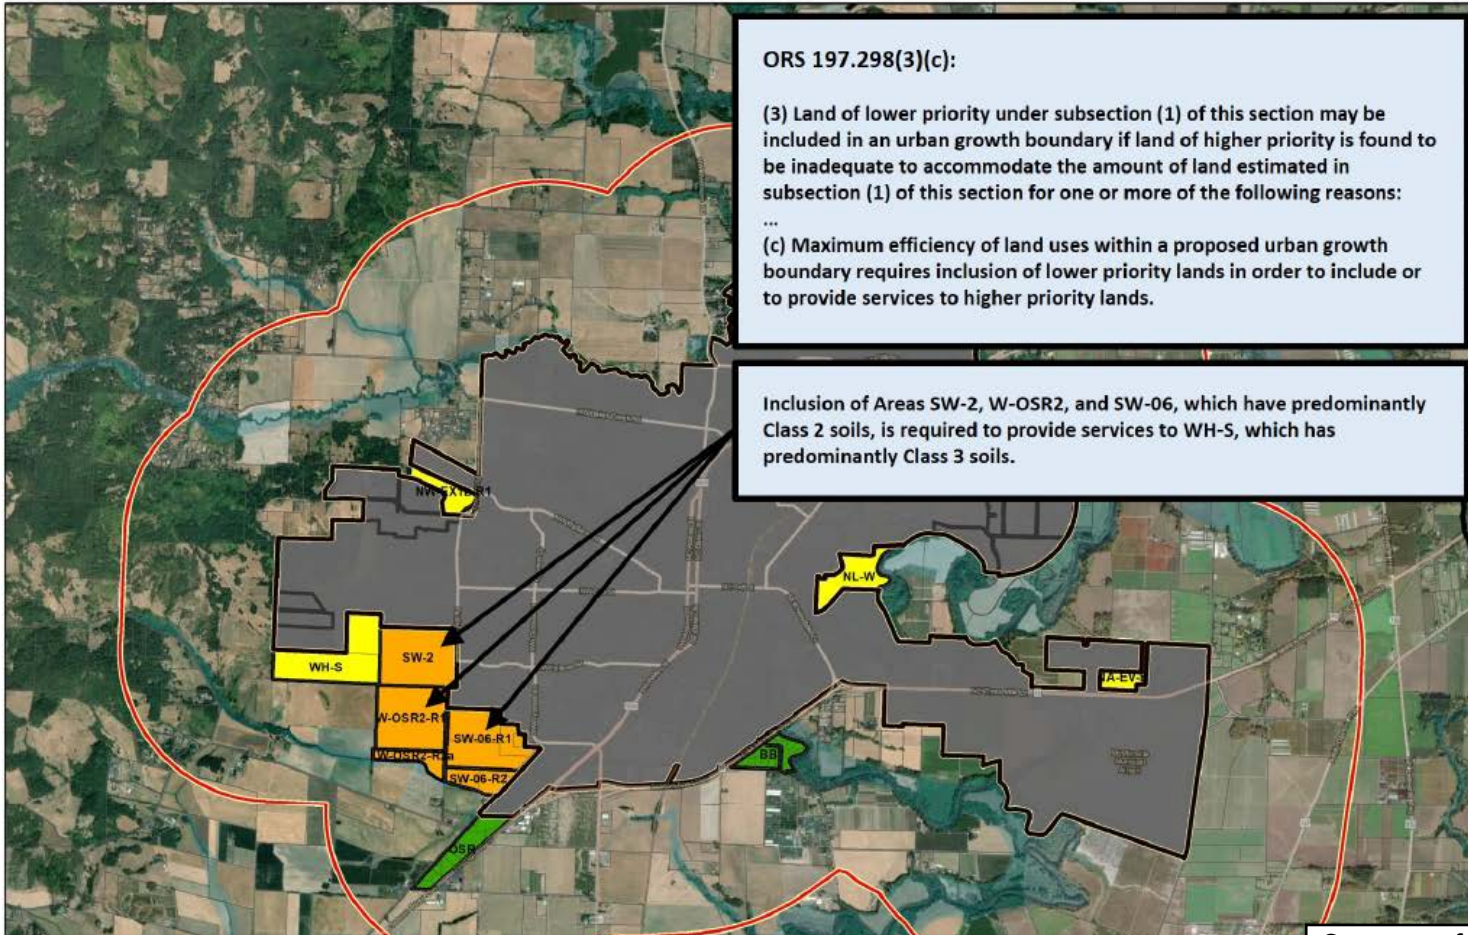 ORS 197.298(3)(c):
(3) Land of lower priority under subsection (1) of this section may be
included in an urban growth boundary if land of higher priority is found to
be inadequate to accommodate the amount of land estimated in
subsection (1) of this section for one or more of the following reasons:
...
(c) Maximum efficiency of land uses within a proposed urban growth
boundary requires inclusion of lower priority lands in order to include or
to provide services to higher priority lands.
Inclusion of Areas SW-2, W-OSR2, and SW-06, which have predominantly
Class 2 soils, is required to provide services to WH-S, which has
predominantly Class 3 soils.
NL-W
WH-S
SW-2
W-OSR2-R1
SW-06-R1
SW-06-R2
BB
OSR